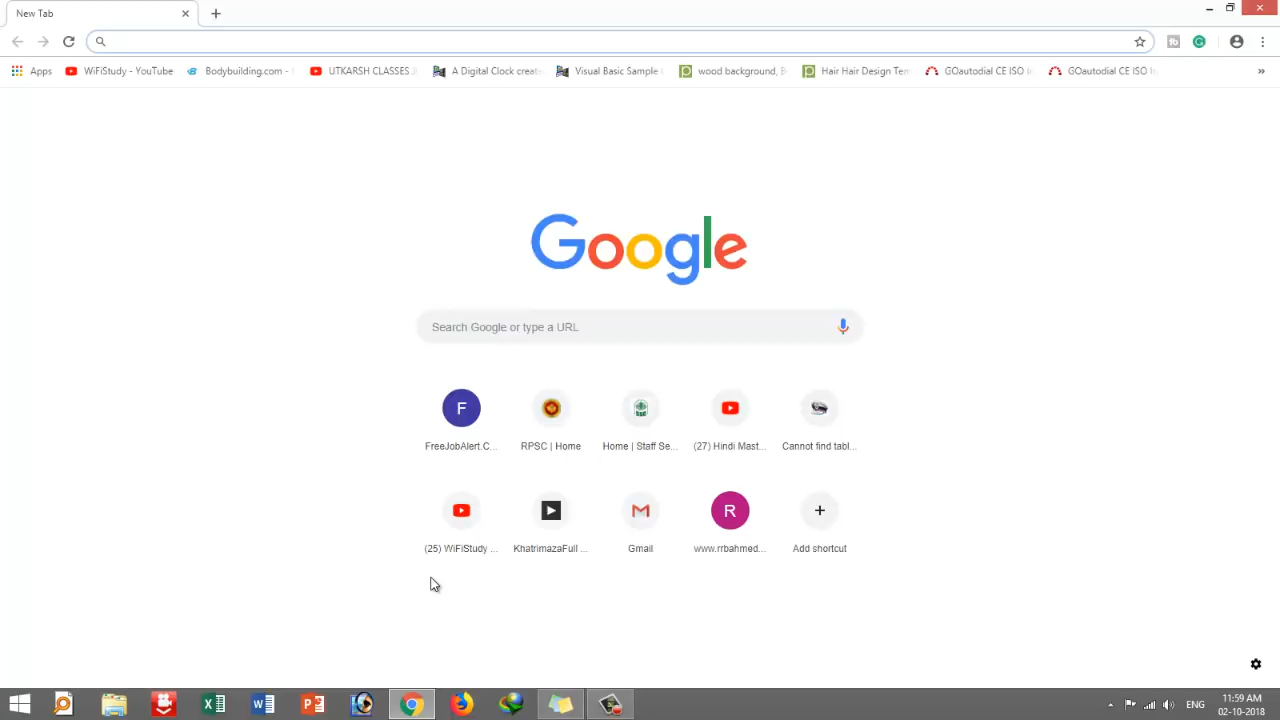 New Tab
Apps
WiFiStudy - YouTube
Bodybuilding.com -
UTKARSH CLASSES
A Digital Clock create
Visual Basic Sample
wood background, B
Hair Hair Design Tem
GOautodial CE ISO I
GOautodial CE ISO I
»
Google
Search Google or type a URL
F
FreeJobAlert.C...
RPSC | Home
Home | Staff Se...
(27) Hindi Mast...
Cannot find tabl...
R
(25) WiFiStudy ...
KhatrimazaFull ...
Gmail
www.rrbahmed...
Add shortcut
ENG
11:59 AM
02-10-2018